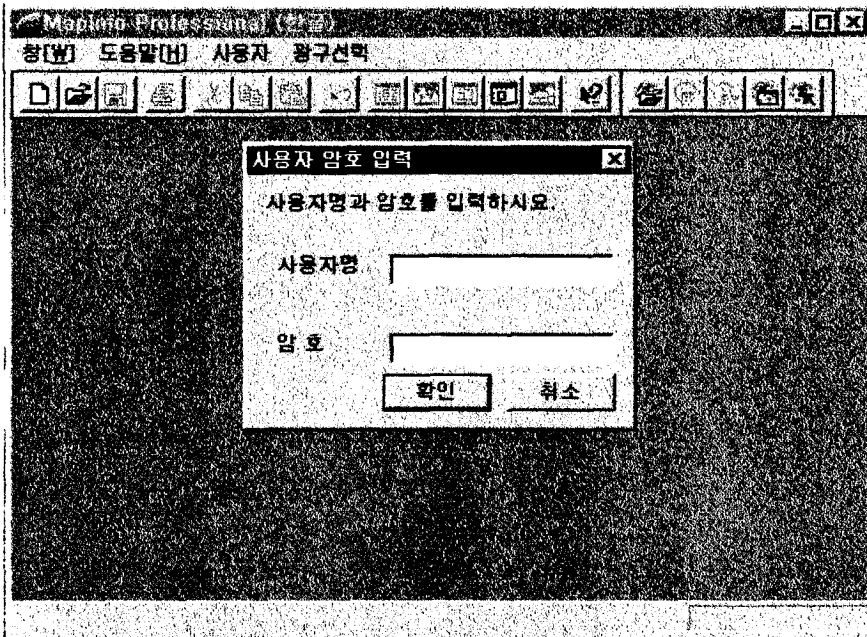 MapInfo Professional (한글)
창[W] 도움말[H] 사용자 광구선택
사용자 암호 입력
사용자명과 암호를 입력하시요.
사용자명
암 호
확인 취소